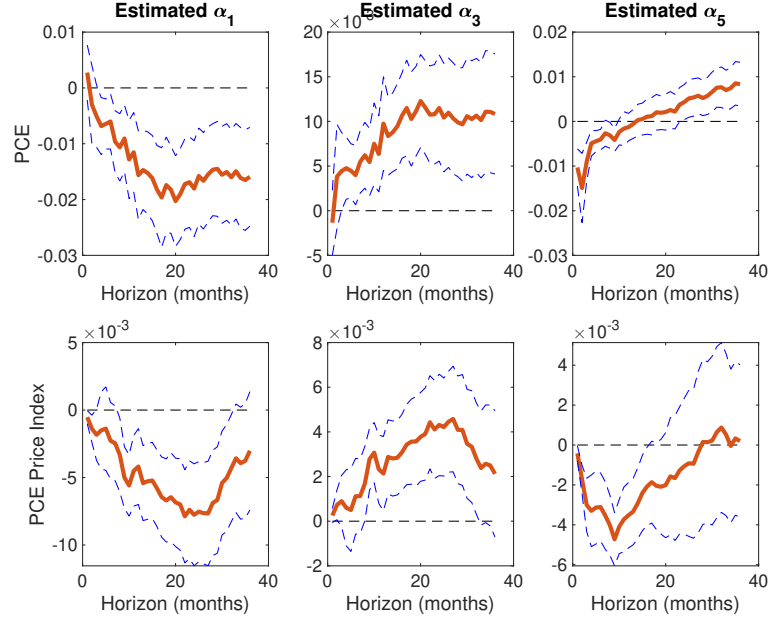 Estimated α1 Estimated α3 Estimated α5
PCE
0.01
0
-0.01
-0.02
-0.03
0 20 40
Horizon (months)
20
15
10
5
0
-5
0 20 40
Horizon (months)
0.02
0.01
0
-0.01
-0.02
-0.03
0 20 40
Horizon (months)
PCE Price Index
×10-3
5
0
-5
-10
0 20 40
Horizon (months)
×10-3
8
6
4
2
0
-2
0 20 40
Horizon (months)
×10-3
4
2
0
-2
-4
-6
0 20 40
Horizon (months)